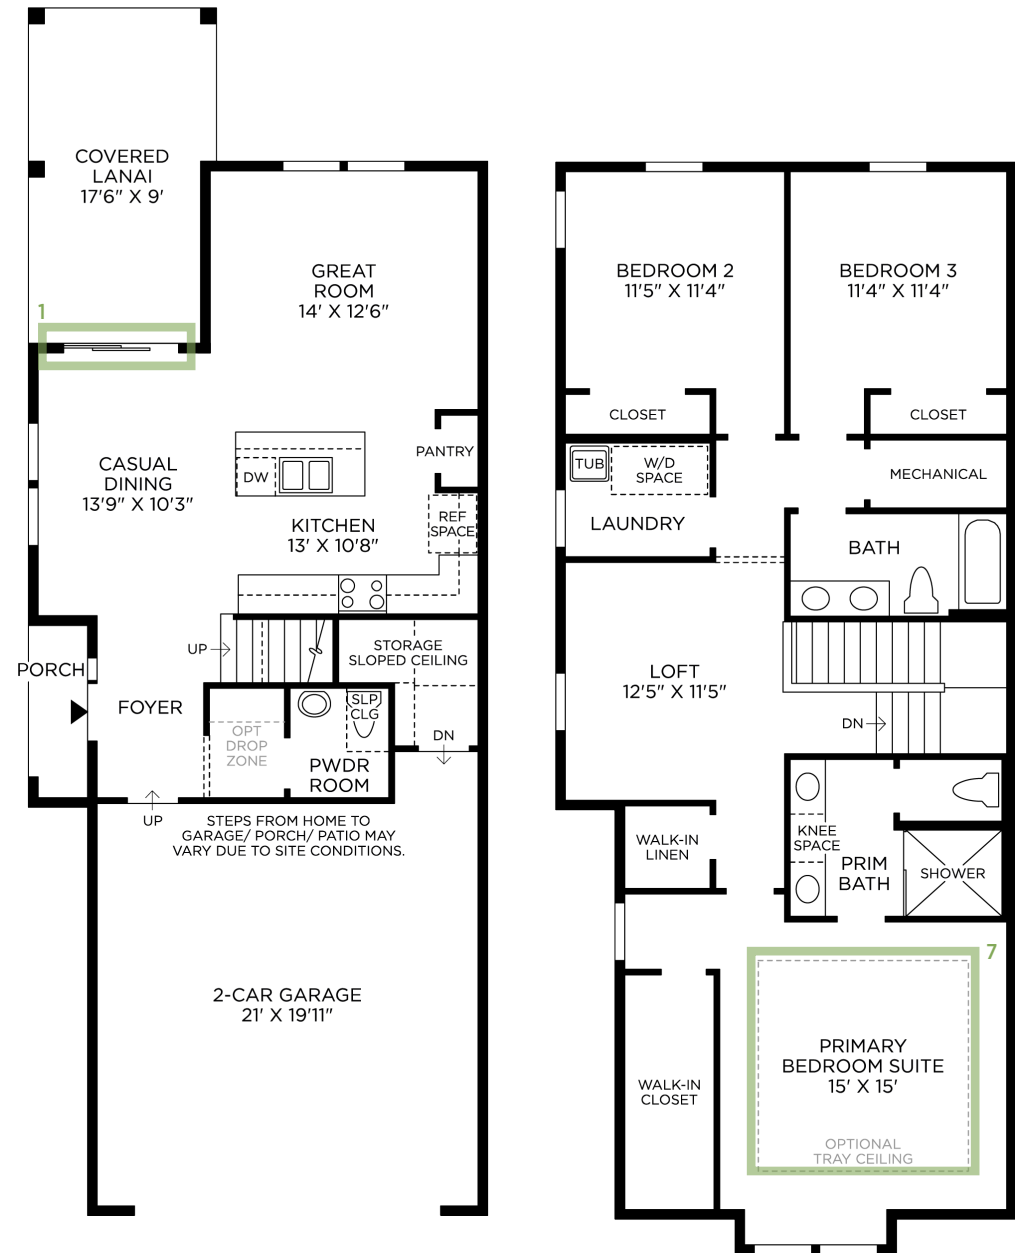 COVERED
LANAI
17'6" X 9'
1
GREAT
ROOM
14' X 12'6"
CASUAL
DINING
13'9" X 10'3"
DW
PANTRY
REF
SPACE
KITCHEN
13' X 10'8"
UP
STORAGE
SLOPED CEILING
PORCH
FOYER
OPT
DROP
ZONE
SLP
CLG
PWDR
ROOM
DN
UP
STEPS FROM HOME TO
GARAGE/ PORCH/ PATIO MAY
VARY DUE TO SITE CONDITIONS.
2-CAR GARAGE
21' X 19'11"
BEDROOM 2
11'5" X 11'4"
BEDROOM 3
11'4" X 11'4"
CLOSET
CLOSET
TUB
W/D
SPACE
LAUNDRY
MECHANICAL
BATH
LOFT
12'5" X 11'5"
DN
WALK-IN
LINEN
KNEE
SPACE
PRIM
BATH
SHOWER
7
PRIMARY
BEDROOM SUITE
15' X 15'
WALK-IN
CLOSET
OPTIONAL
TRAY CEILING